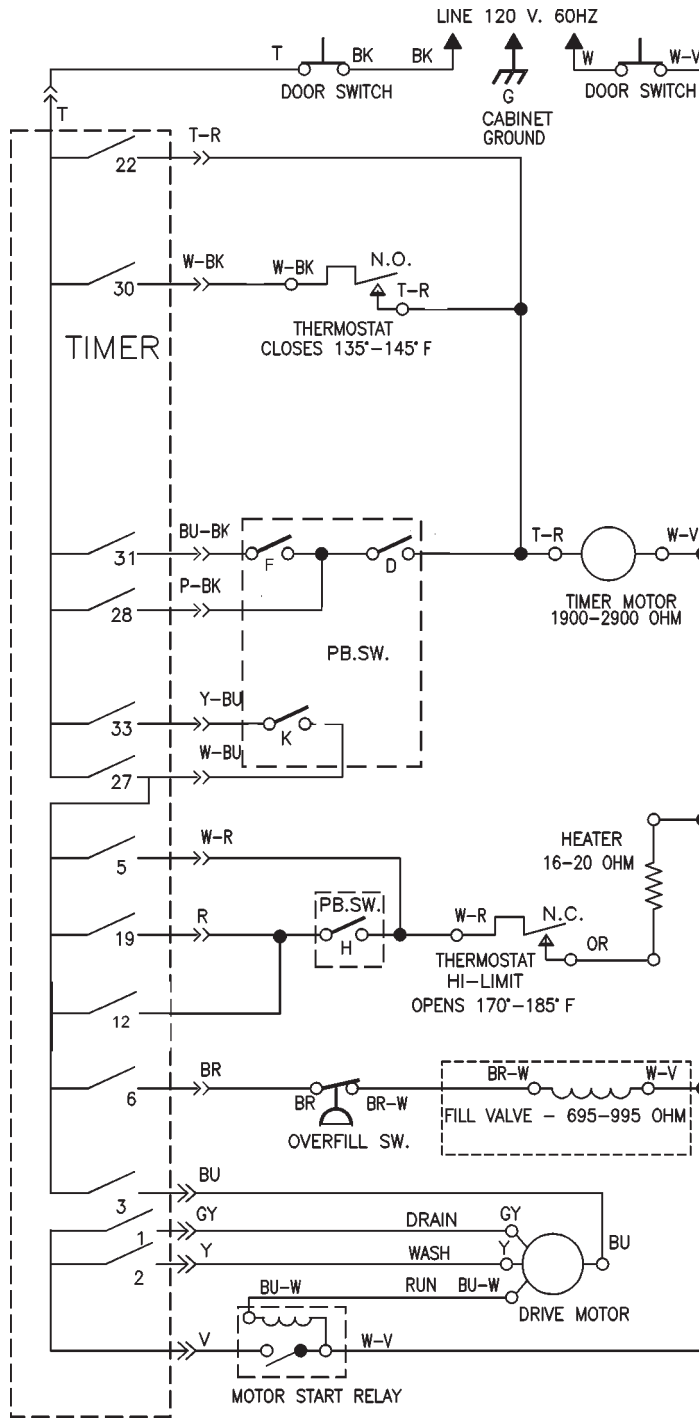 LINE 120 V. 60HZ
T BK BK W W-V
DOOR SWITCH G DOOR SWITCH
CABINET
GROUND
T
T-R
22
W-BK W-BK N.O.
30 T-R
THERMOSTAT
CLOSES 135°-145°F
TIMER
BU-BK T-R W-V
31 F D
P-BK
28
TIMER MOTOR
1900-2900 OHM
PB.SW.
Y-BU
33 K
W-BU
27
W-R HEATER
5 16-20 OHM
PB.SW.
R W-R N.C.
19 H OR
THERMOSTAT
HI-LIMIT
OPENS 170°-185°F
12
BR BR-W W-V
6 BR BR-W
FILL VALVE - 695-995 OHM
OVERFILL SW.
BU
3
GY DRAIN GY
1 BU
Y WASH Y
2
BU-W RUN BU-W
DRIVE MOTOR
V W-V
MOTOR START RELAY